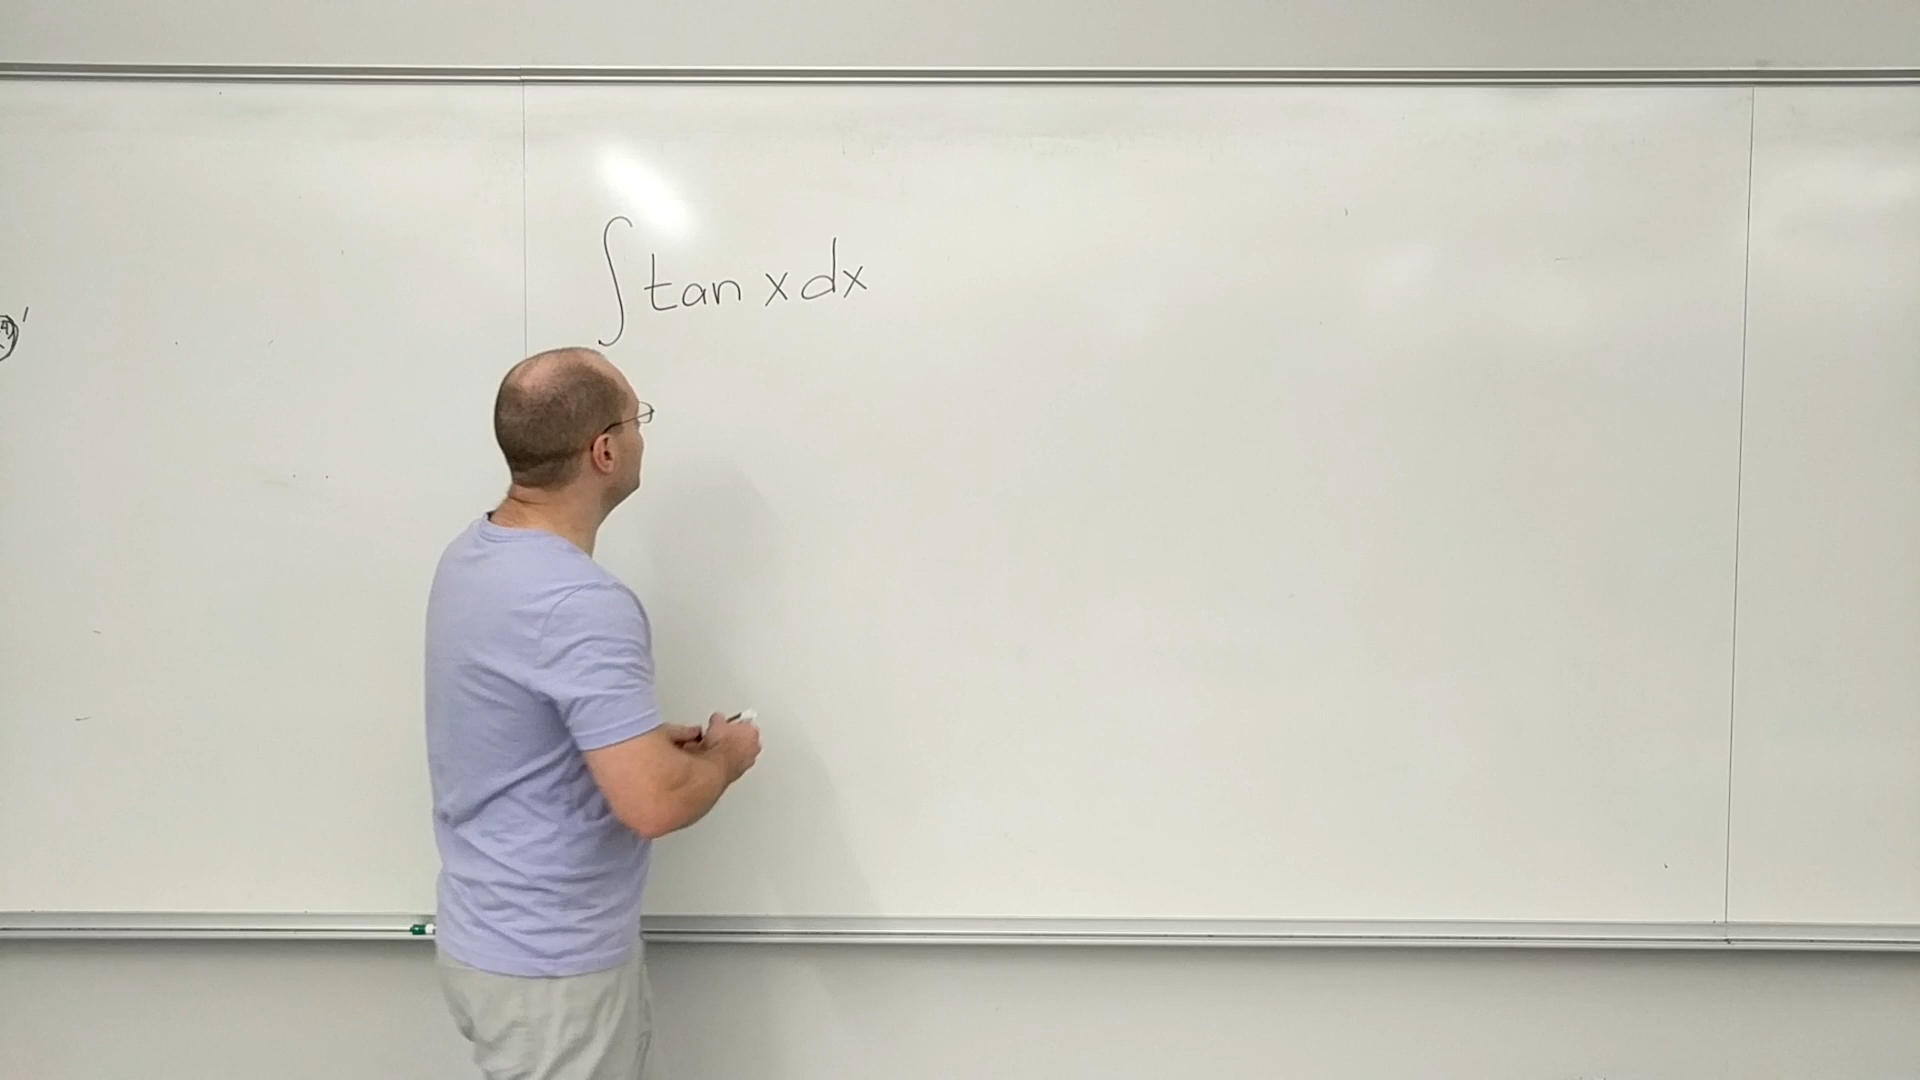 ∫ tan x dx